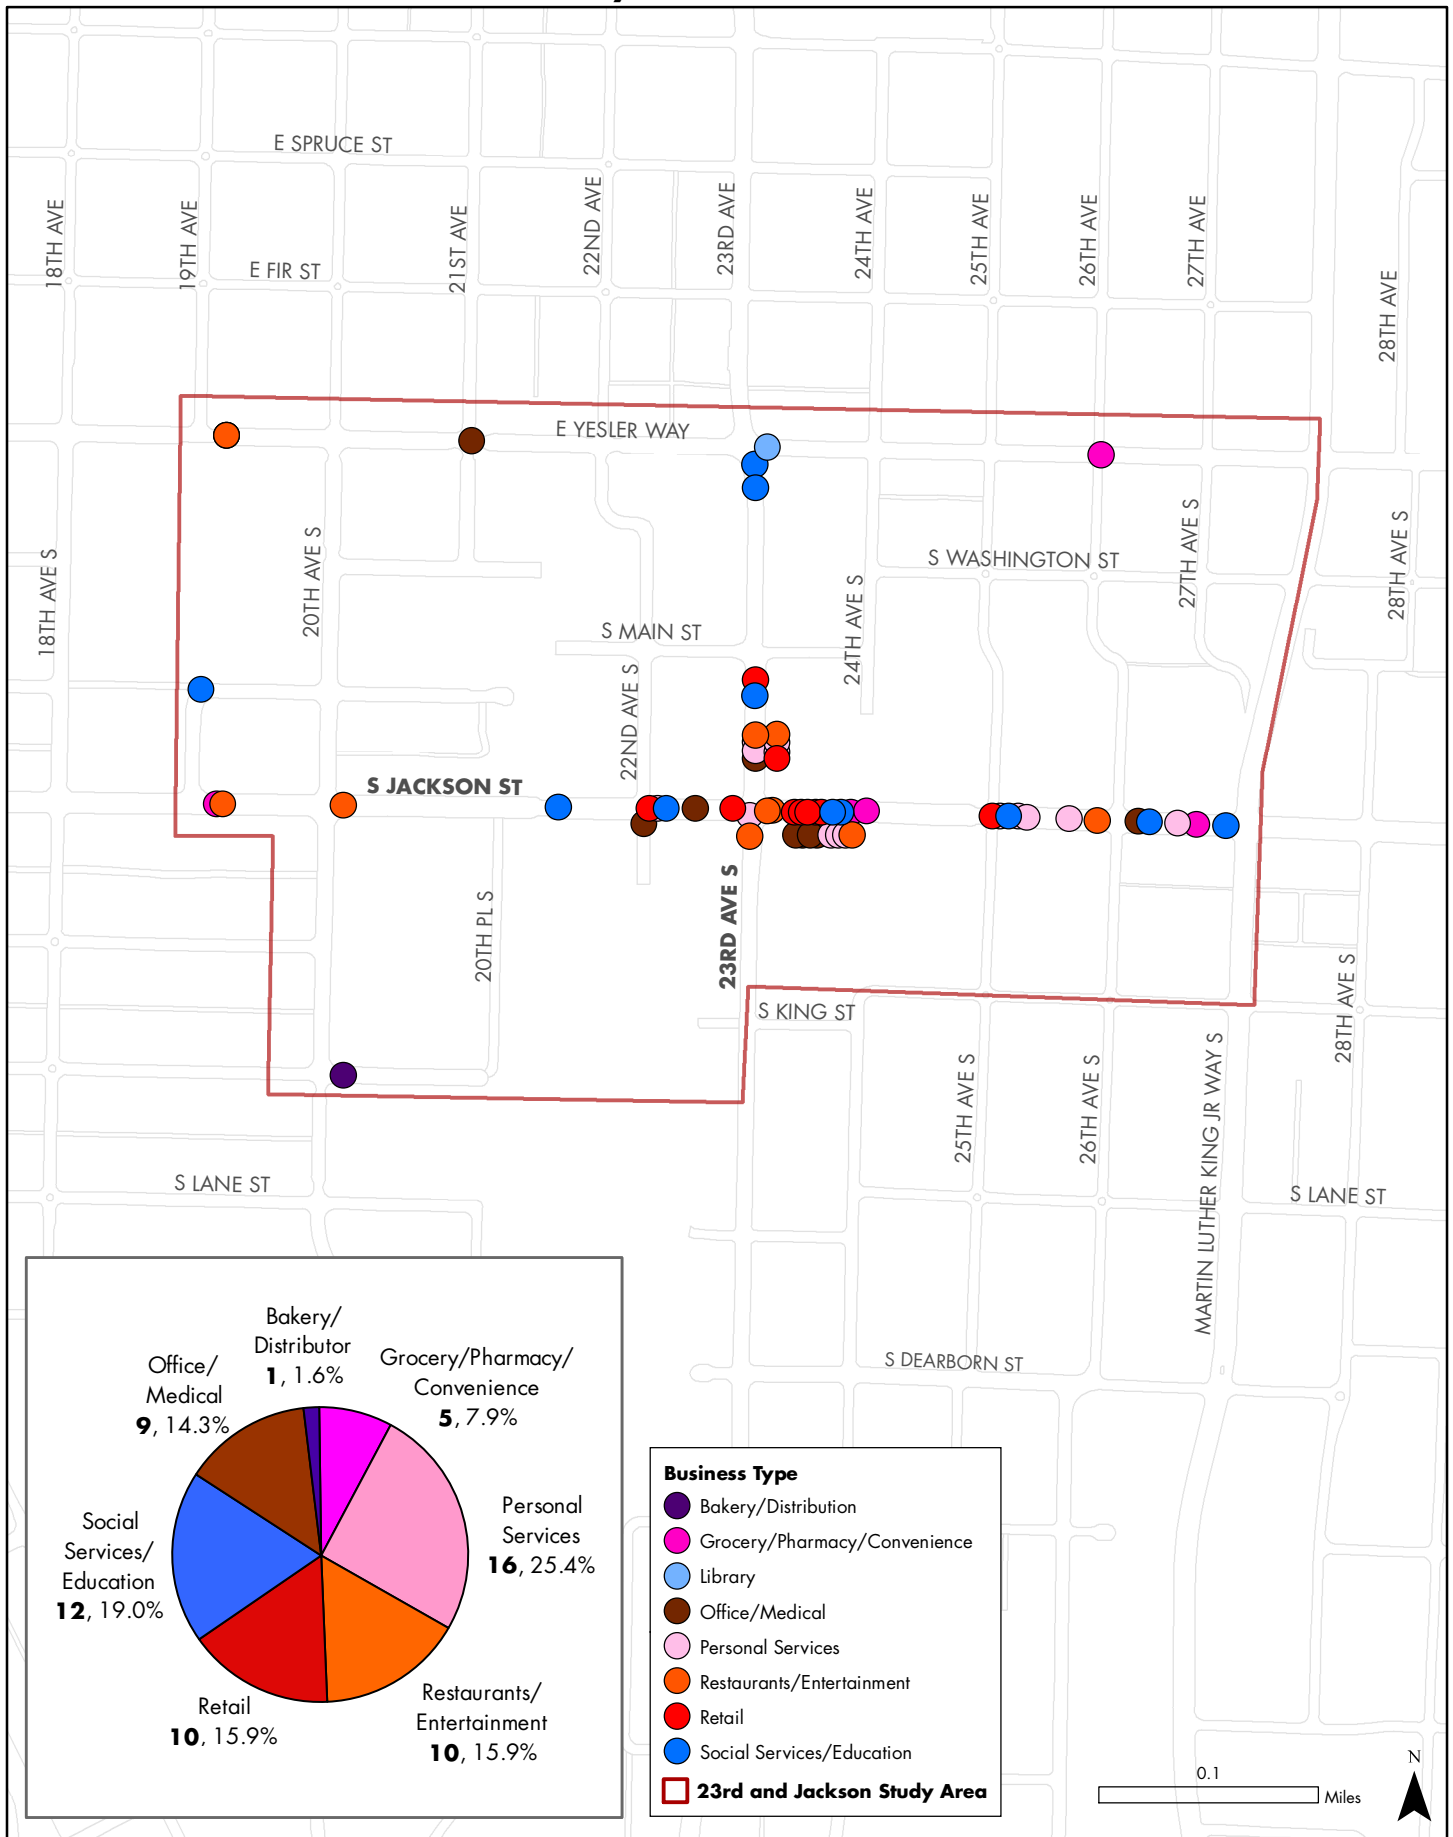 E SPRUCE ST
18TH AVE
19TH AVE
21ST AVE
22ND AVE
23RD AVE
24TH AVE
25TH AVE
26TH AVE
27TH AVE
28TH AVE
E FIR ST
E YESLER WAY
18TH AVE S
20TH AVE S
S WASHINGTON ST
27TH AVE S
28TH AVE S
S MAIN ST
24TH AVE S
22ND AVE S
S JACKSON ST
20TH PL S
23RD AVE S
S KING ST
28TH AVE S
25TH AVE S
26TH AVE S
MARTIN LUTHER KING JR WAY S
S LANE ST
S LANE ST
S DEARBORN ST
Bakery/
Distributor
1, 1.6%
Grocery/Pharmacy/
Convenience
5, 7.9%
Office/
Medical
9, 14.3%
Personal
Services
16, 25.4%
Social
Services/
Education
12, 19.0%
Retail
10, 15.9%
Restaurants/
Entertainment
10, 15.9%
Business Type
Bakery/Distribution
Grocery/Pharmacy/Convenience
Library
Office/Medical
Personal Services
Restaurants/Entertainment
Retail
Social Services/Education
23rd and Jackson Study Area
0.1
Miles
N